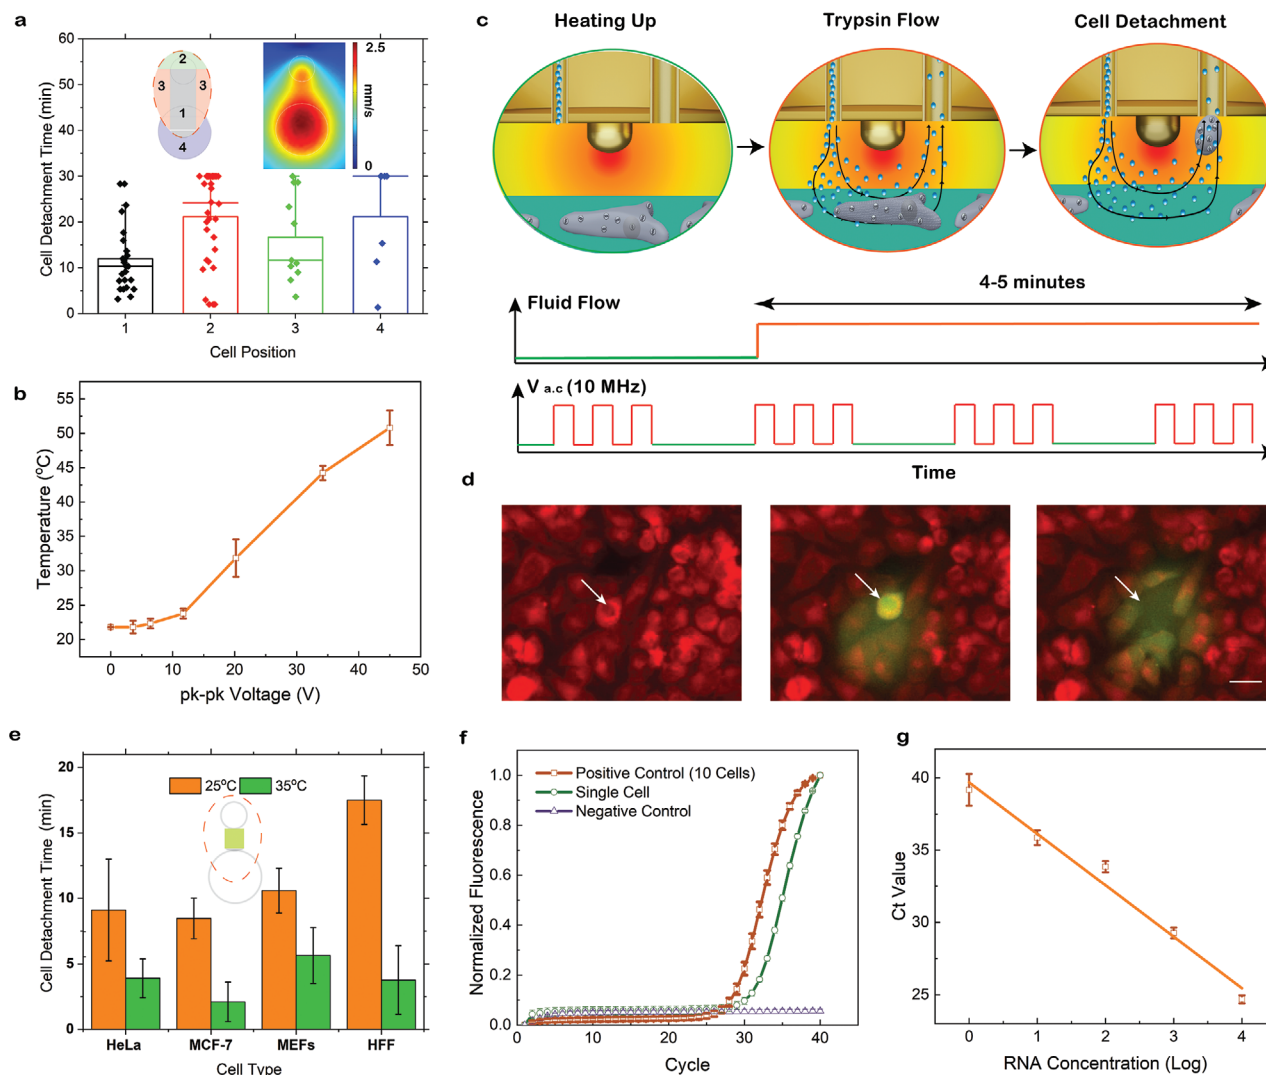 a
60
50
40
30
20
10
0
Cell Detachment Time (min)
1
2
3
4
Cell Position
2
3
3
1
4
2.5
mm/s
0
b
55
50
45
40
35
30
25
20
Temperature (°C)
0
10
20
30
40
50
pk-pk Voltage (V)
c
Heating Up
Trypsin Flow
Cell Detachment
4-5 minutes
Fluid Flow
V a.c (10 MHz)
Time
d
e
20
15
10
5
0
Cell Detachment Time (min)
25°C
35°C
HeLa
MCF-7
MEFs
HFF
Cell Type
f
1.0
0.8
0.6
0.4
0.2
0.0
Normalized Fluorescence
Positive Control (10 Cells)
Single Cell
Negative Control
0
10
20
30
40
Cycle
g
40
35
30
25
Ct Value
0
1
2
3
4
RNA Concentration (Log)